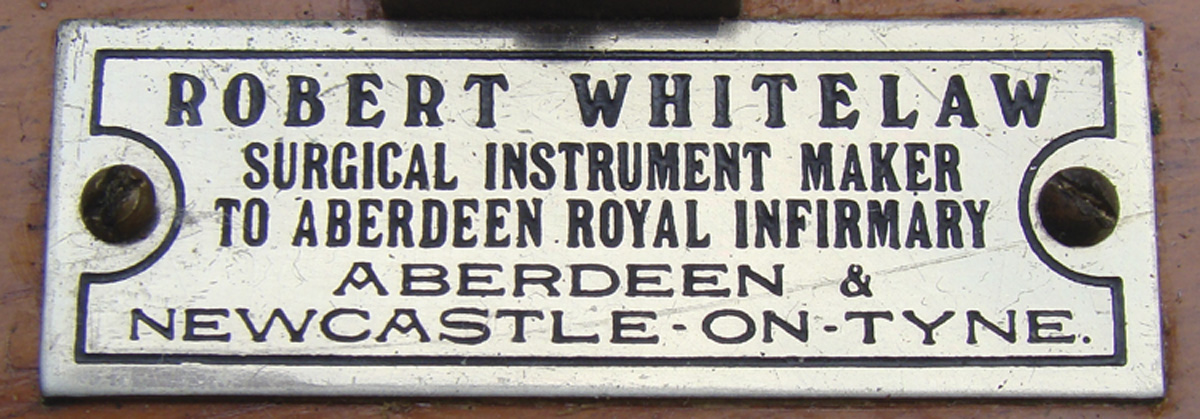 ROBERT WHITELAW
SURGICAL INSTRUMENT MAKER
TO ABERDEEN ROYAL INFIRMARY
ABERDEEN &
NEWCASTLE-ON-TYNE.